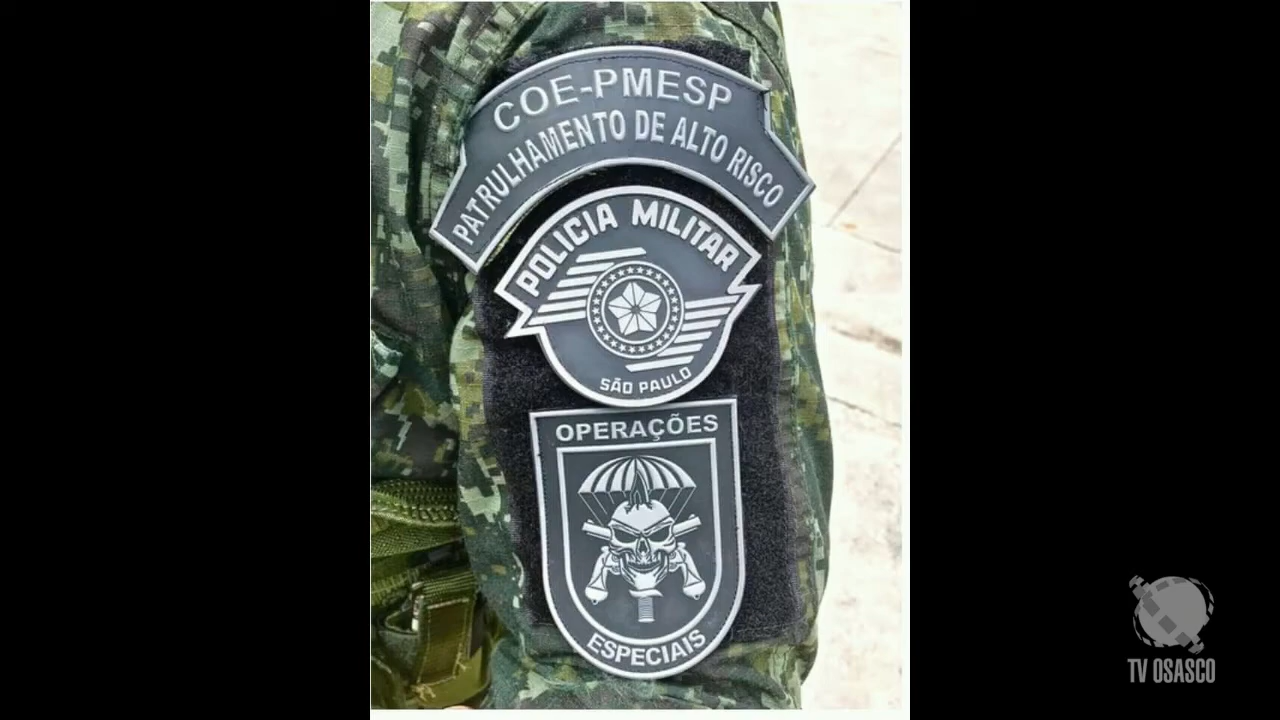 COE-PMESP
PATRULHAMENTO DE ALTO RISCO
POLICIA MILITAR
SÃO PAULO
OPERAÇÕES
ESPECIAIS
TV OSASCO